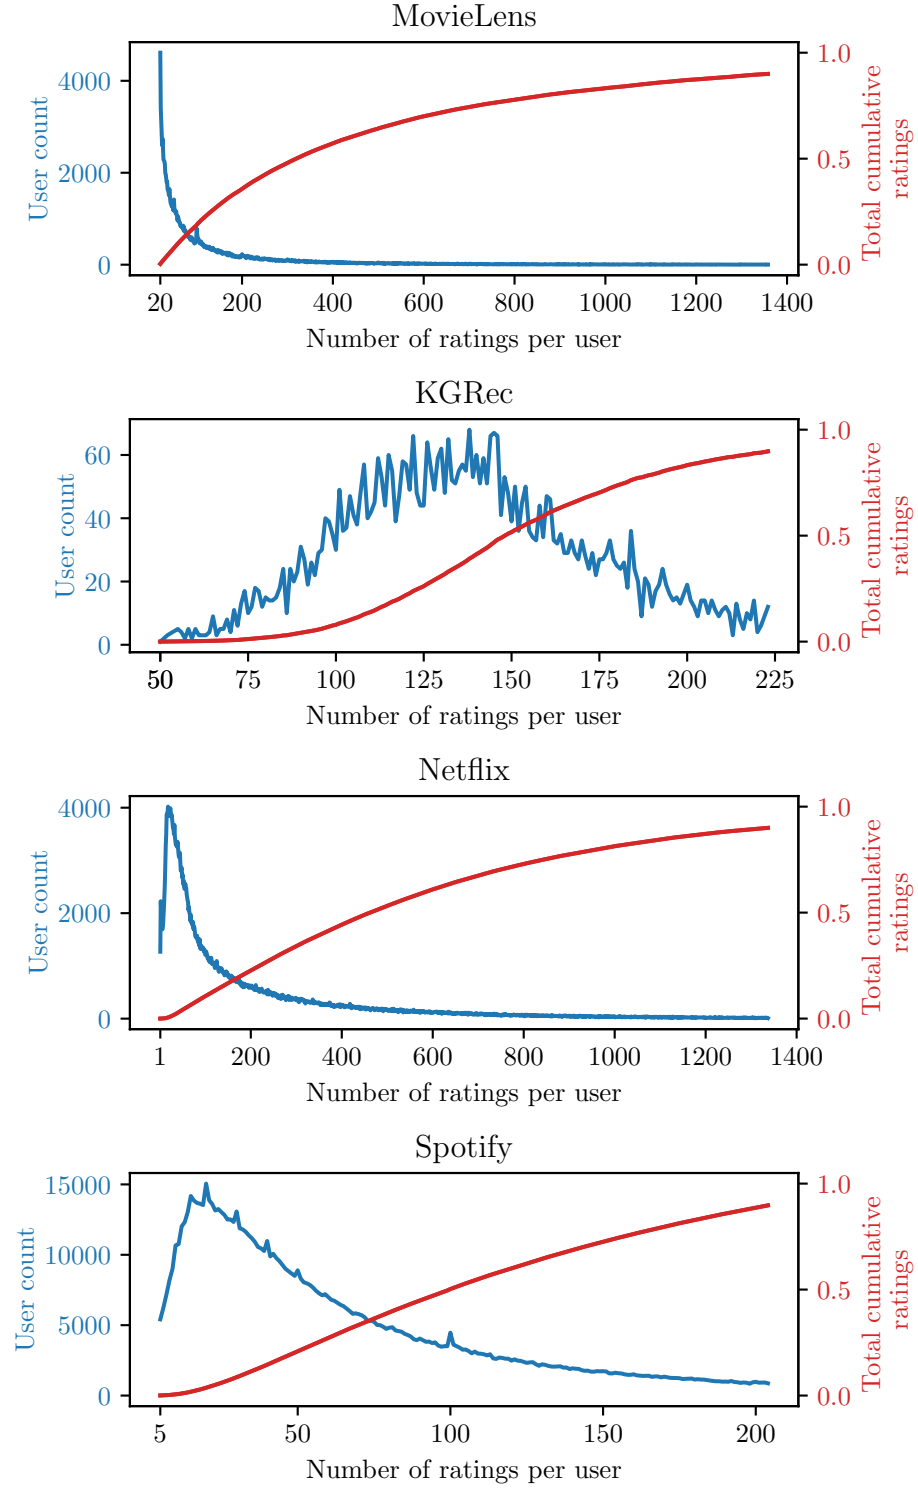 MovieLens
4000
2000
0
User count
1.0
0.5
0.0
Total cumulative
ratings
20 200 400 600 800 1000 1200 1400
Number of ratings per user
KGRec
60
40
20
0
User count
1.0
0.5
0.0
Total cumulative
ratings
50 75 100 125 150 175 200 225
Number of ratings per user
Netflix
4000
2000
0
User count
1.0
0.5
0.0
Total cumulative
ratings
1 200 400 600 800 1000 1200 1400
Number of ratings per user
Spotify
15000
10000
5000
0
User count
1.0
0.5
0.0
Total cumulative
ratings
5 50 100 150 200
Number of ratings per user